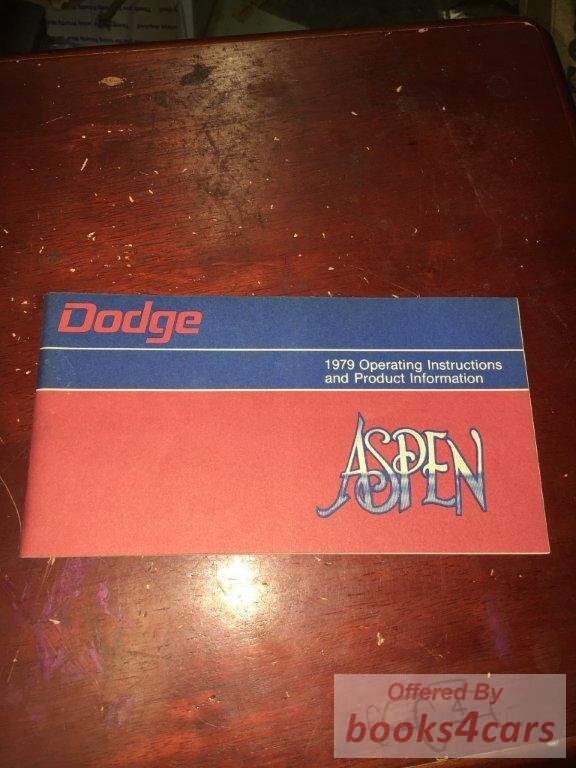 Dodge
1979 Operating Instructions
and Product Information
ASPEN
Offered By
books4cars